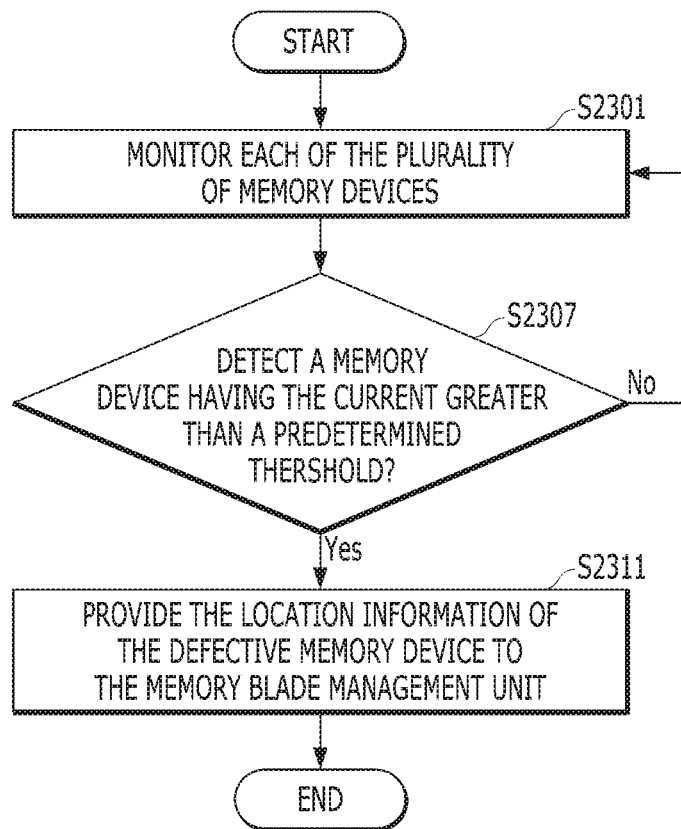 START
S2301
MONITOR EACH OF THE PLURALITY
OF MEMORY DEVICES
S2307
DETECT A MEMORY
DEVICE HAVING THE CURRENT GREATER
THAN A PREDETERMINED
THERSHOLD?
No
Yes
S2311
PROVIDE THE LOCATION INFORMATION OF
THE DEFECTIVE MEMORY DEVICE TO
THE MEMORY BLADE MANAGEMENT UNIT
END